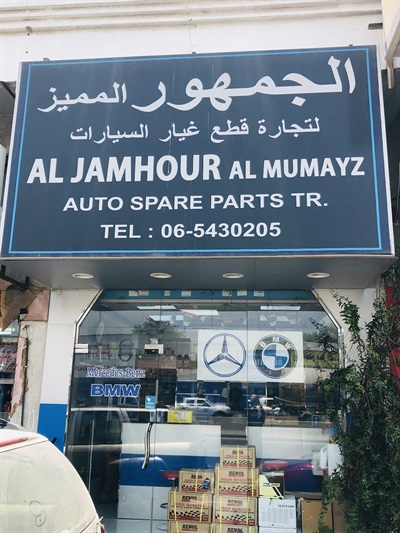 الجمهور المميز
لتجارة قطع غيار السيارات
AL JAMHOUR AL MUMAYZ
AUTO SPARE PARTS TR.
TEL : 06-5430205
BMW
Mercedes-Benz
BMW